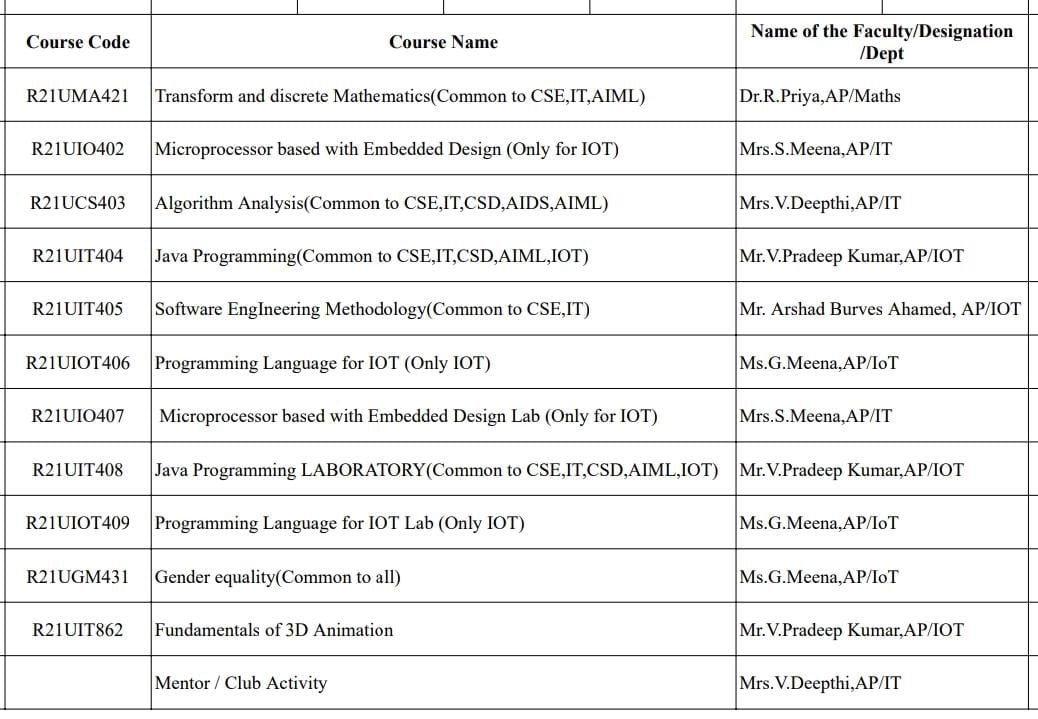 Course Code Course Name Name of the Faculty/Designation
/Dept
R21UMA421 Transform and discrete Mathematics(Common to CSE,IT,AIML) Dr.R.Priya,AP/Maths
R21UIO402 Microprocessor based with Embedded Design (Only for IOT) Mrs.S.Meena,AP/IT
R21UCS403 Algorithm Analysis(Common to CSE,IT,CSD,AIDS,AIML) Mrs.V.Deepthi,AP/IT
R21UIT404 Java Programming(Common to CSE,IT,CSD,AIML,IOT) Mr.V.Pradeep Kumar,AP/IOT
R21UIT405 Software EngIneering Methodology(Common to CSE,IT) Mr. Arshad Burves Ahamed, AP/IOT
R21UIOT406 Programming Language for IOT (Only IOT) Ms.G.Meena,AP/IoT
R21UIO407 Microprocessor based with Embedded Design Lab (Only for IOT) Mrs.S.Meena,AP/IT
R21UIT408 Java Programming LABORATORY(Common to CSE,IT,CSD,AIML,IOT) Mr.V.Pradeep Kumar,AP/IOT
R21UIOT409 Programming Language for IOT Lab (Only IOT) Ms.G.Meena,AP/IoT
R21UGM431 Gender equality(Common to all) Ms.G.Meena,AP/IoT
R21UIT862 Fundamentals of 3D Animation Mr.V.Pradeep Kumar,AP/IOT
Mentor / Club Activity Mrs.V.Deepthi,AP/IT